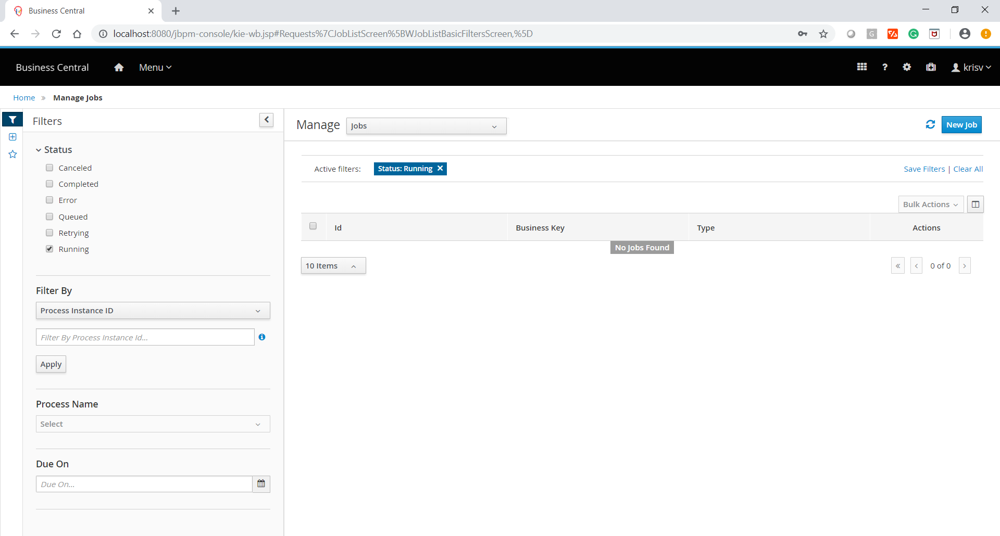 Business Central
localhost:8080/jbpm-console/kie-wb.jsp#Requests%7CJobListScreen%5BWJobListBasicFiltersScreen,%5D
Business Central
Menu
krisv
Home » Manage Jobs
Filters
Status
Canceled
Completed
Error
Queued
Retrying
Running
Filter By
Process Instance ID
Filter By Process Instance Id...
Apply
Process Name
Select
Due On
Due On...
Manage
Jobs
New Job
Active filters:
Status: Running
Save Filters | Clear All
Bulk Actions
Id Business Key Type Actions
No Jobs Found
10 Items
0 of 0